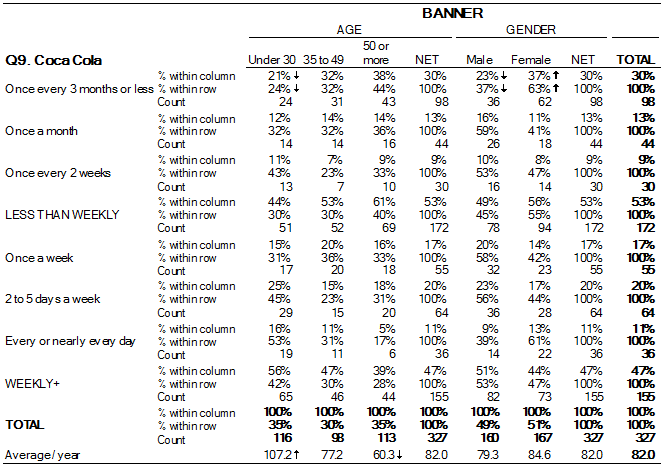 BANNER
AGE GENDER
Q9. Coca Cola Under 30 35 to 49 50 or more NET Male Female NET TOTAL
Once every 3 months or less % within column 21%↓ 32% 38% 30% 23%↓ 37%↑ 30% 30%
% within row 24%↓ 32% 44% 100% 37%↓ 63%↑ 100% 100%
Count 24 31 43 98 36 62 98 98
Once a month % within column 12% 14% 14% 13% 16% 11% 13% 13%
% within row 32% 32% 36% 100% 59% 41% 100% 100%
Count 14 14 16 44 26 18 44 44
Once every 2 weeks % within column 11% 7% 9% 9% 10% 8% 9% 9%
% within row 43% 23% 33% 100% 53% 47% 100% 100%
Count 13 7 10 30 16 14 30 30
LESS THAN WEEKLY % within column 44% 53% 61% 53% 49% 56% 53% 53%
% within row 30% 30% 40% 100% 45% 55% 100% 100%
Count 51 52 69 172 78 94 172 172
Once a week % within column 15% 20% 16% 17% 20% 14% 17% 17%
% within row 31% 36% 33% 100% 58% 42% 100% 100%
Count 17 20 18 55 32 23 55 55
2 to 5 days a week % within column 25% 15% 18% 20% 23% 17% 20% 20%
% within row 45% 23% 31% 100% 56% 44% 100% 100%
Count 29 15 20 64 36 28 64 64
Every or nearly every day % within column 16% 11% 5% 11% 9% 13% 11% 11%
% within row 53% 31% 17% 100% 39% 61% 100% 100%
Count 19 11 6 36 14 22 36 36
WEEKLY+ % within column 56% 47% 39% 47% 51% 44% 47% 47%
% within row 42% 30% 28% 100% 53% 47% 100% 100%
Count 65 46 44 155 82 73 155 155
TOTAL % within column 100% 100% 100% 100% 100% 100% 100% 100%
% within row 35% 30% 35% 100% 49% 51% 100% 100%
Count 116 98 113 327 160 167 327 327
Average/ year 107.2↑ 77.2 60.3↓ 82.0 79.3 84.6 82.0 82.0